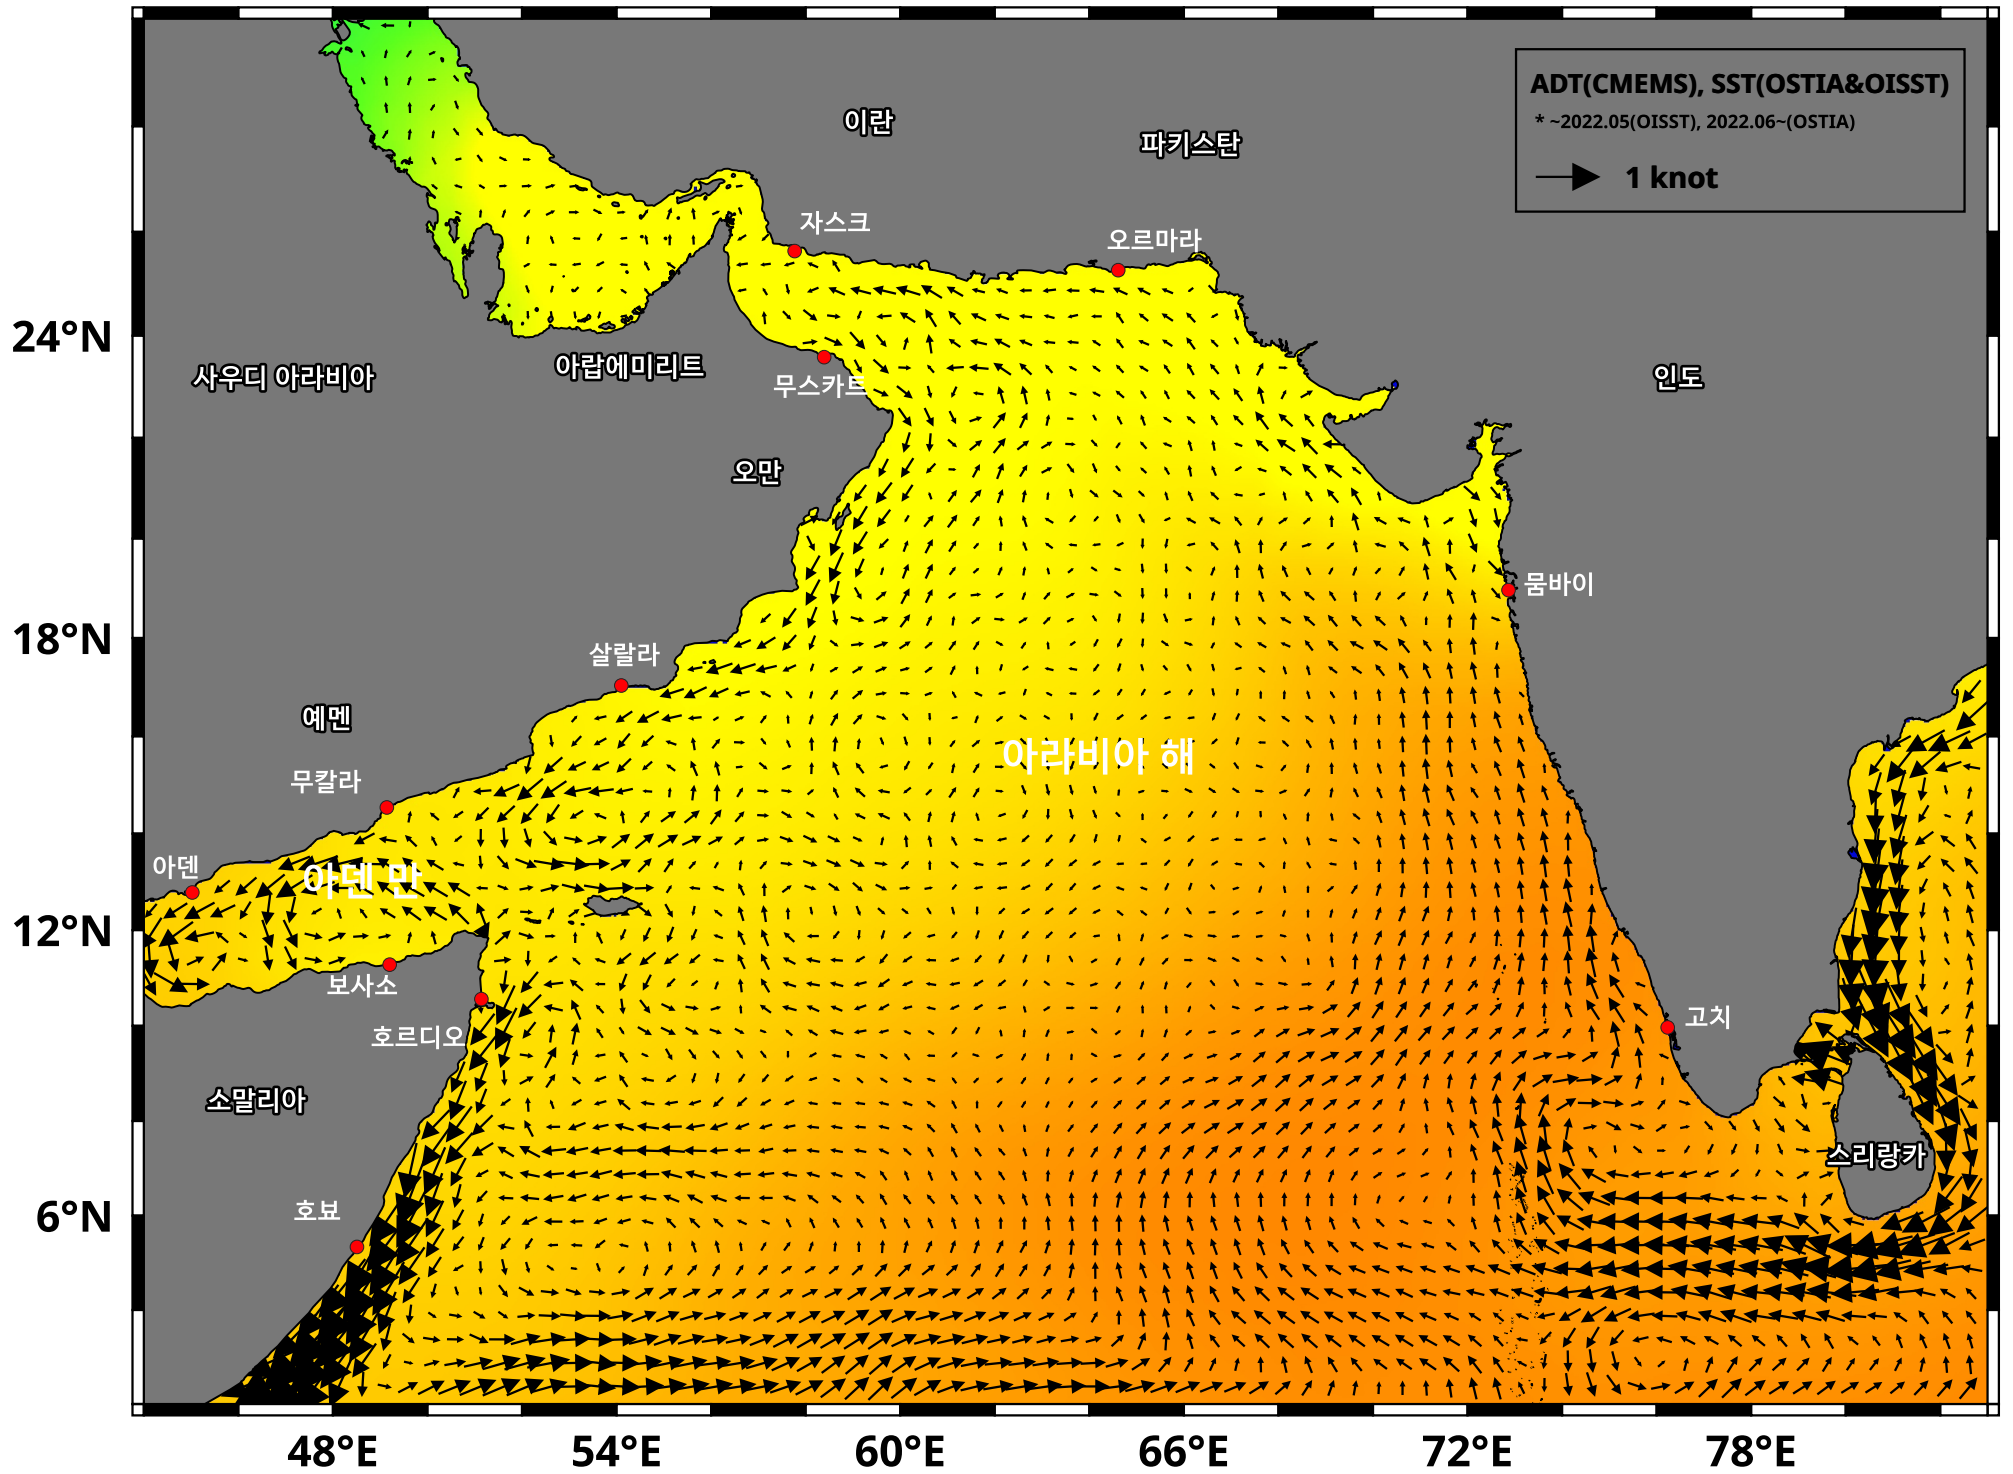 ADT(CMEMS), SST(OSTIA&OISST)
* ~2022.05(OISST), 2022.06~(OSTIA)
1 knot
이란
파키스탄
자스크
오르마라
24°N
사우디 아라비아
아랍에미리트
무스카트
인도
오만
뭄바이
18°N
살랄라
예멘
아라비아 해
무칼라
아덴
아덴 만
12°N
보사소
호르디오
고치
소말리아
스리랑카
호뵤
6°N
48°E
54°E
60°E
66°E
72°E
78°E